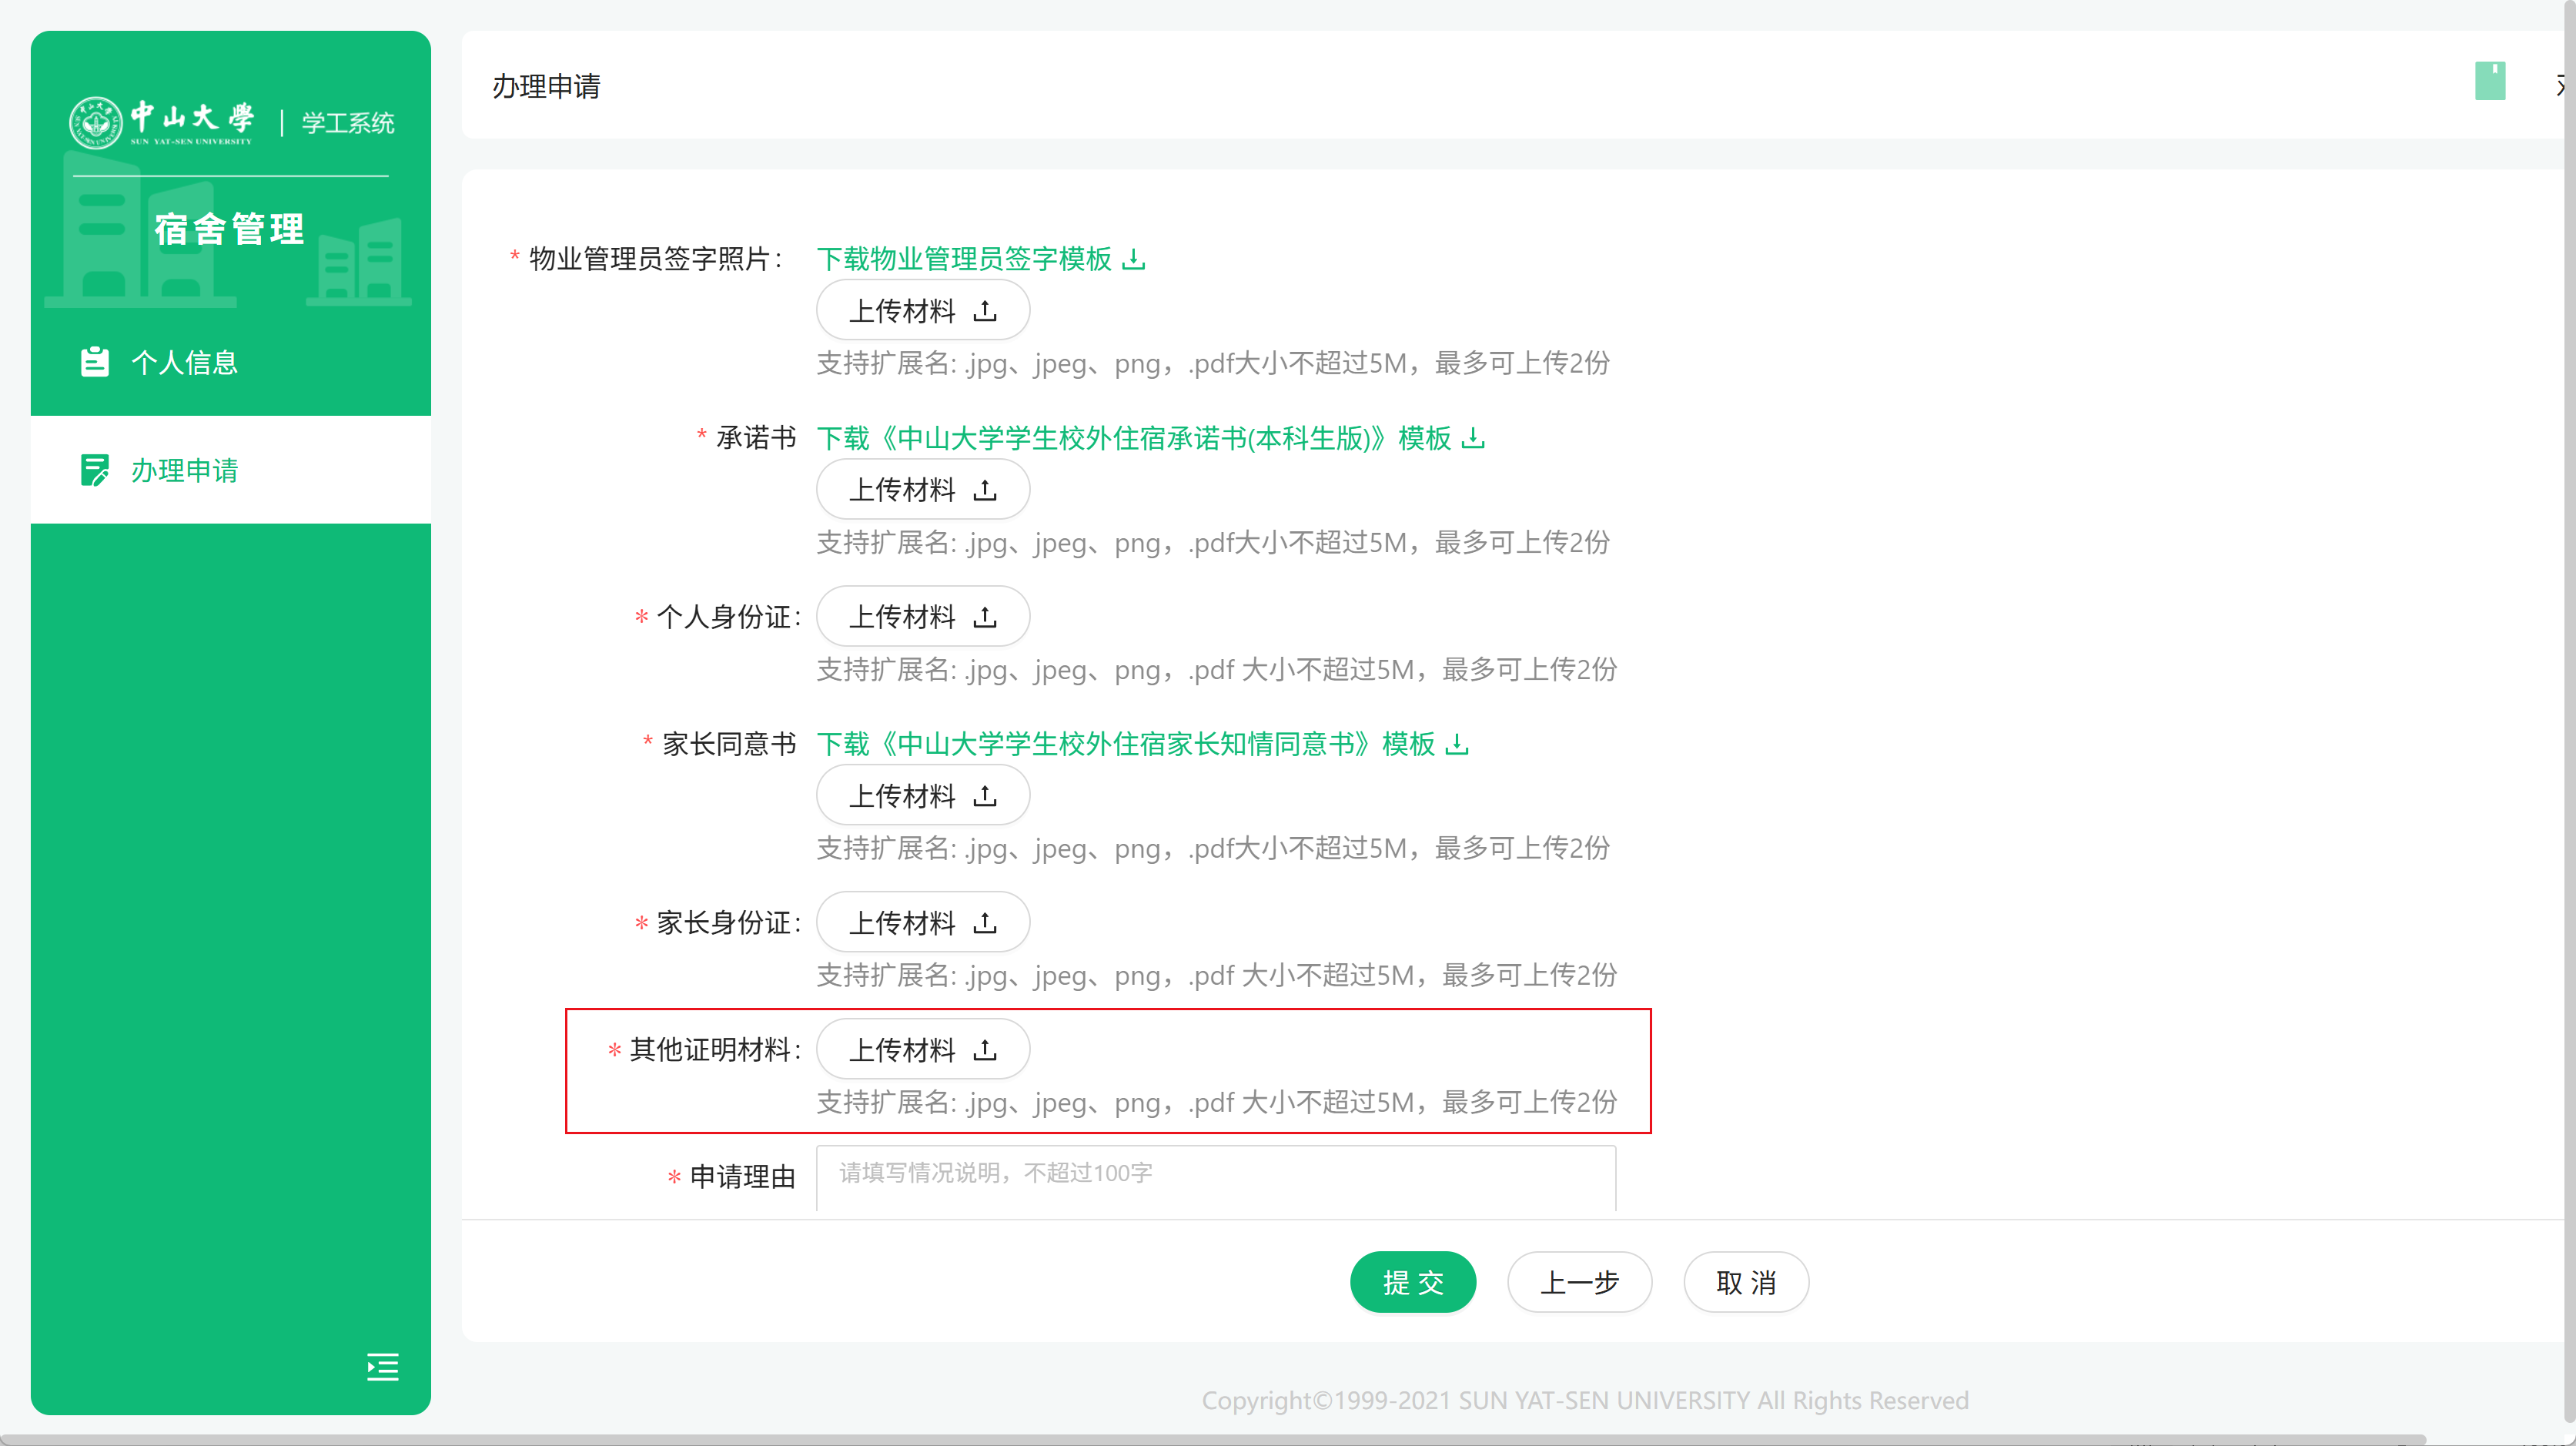 中山大學
SUN YAT-SEN UNIVERSITY
学工系统
宿舍管理
个人信息
办理申请
办理申请
* 物业管理员签字照片:
下载物业管理员签字模板
上传材料
支持扩展名: .jpg、jpeg、png，.pdf大小不超过5M，最多可上传2份
* 承诺书
下载《中山大学学生校外住宿承诺书(本科生版)》模板
上传材料
支持扩展名: .jpg、jpeg、png，.pdf大小不超过5M，最多可上传2份
* 个人身份证:
上传材料
支持扩展名: .jpg、jpeg、png，.pdf 大小不超过5M，最多可上传2份
* 家长同意书
下载《中山大学学生校外住宿家长知情同意书》模板
上传材料
支持扩展名: .jpg、jpeg、png，.pdf大小不超过5M，最多可上传2份
* 家长身份证:
上传材料
支持扩展名: .jpg、jpeg、png，.pdf 大小不超过5M，最多可上传2份
* 其他证明材料:
上传材料
支持扩展名: .jpg、jpeg、png，.pdf 大小不超过5M，最多可上传2份
* 申请理由
请填写情况说明，不超过100字
提 交
上一步
取 消
Copyright©1999-2021 SUN YAT-SEN UNIVERSITY All Rights Reserved